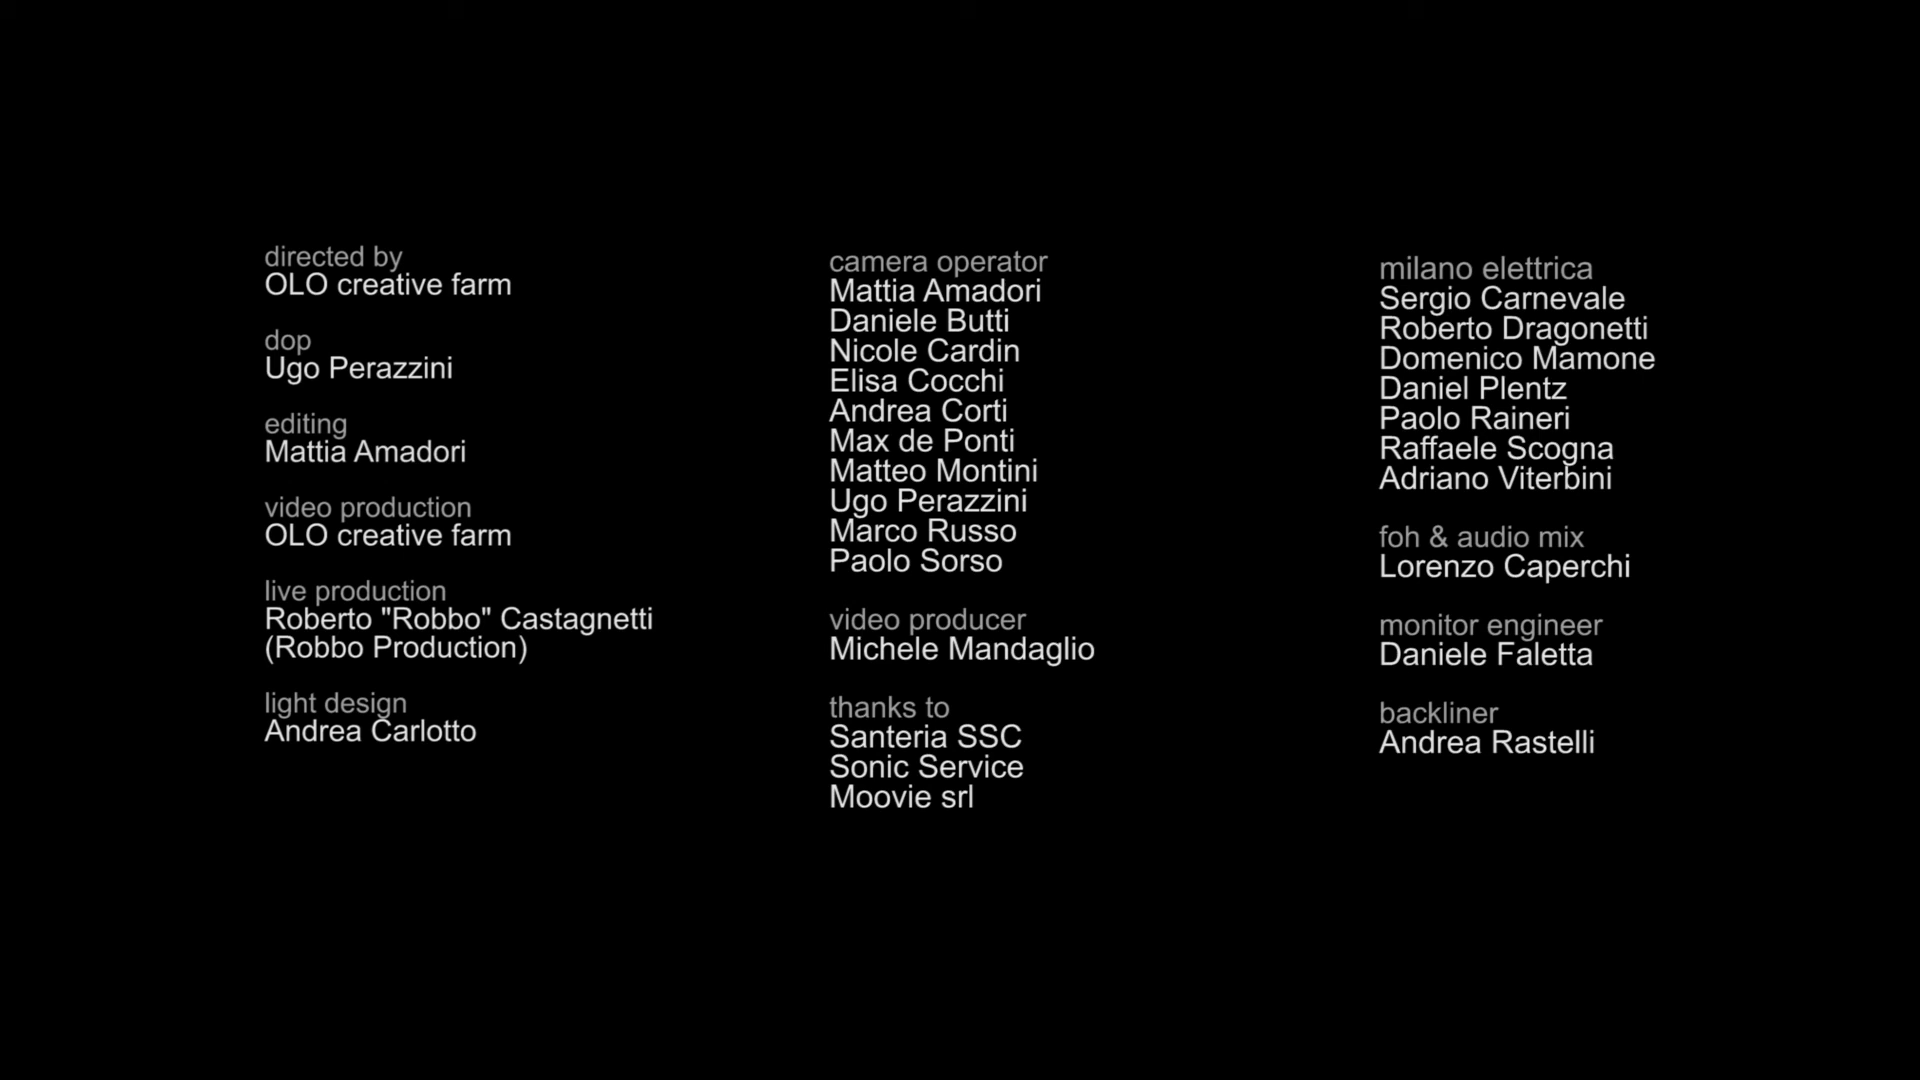 directed by
OLO creative farm
dop
Ugo Perazzini
editing
Mattia Amadori
video production
OLO creative farm
live production
Roberto "Robbo" Castagnetti
(Robbo Production)
light design
Andrea Carlotto
camera operator
Mattia Amadori
Daniele Butti
Nicole Cardin
Elisa Cocchi
Andrea Corti
Max de Ponti
Matteo Montini
Ugo Perazzini
Marco Russo
Paolo Sorso
video producer
Michele Mandaglio
thanks to
Santeria SSC
Sonic Service
Moovie srl
milano elettrica
Sergio Carnevale
Roberto Dragonetti
Domenico Mamone
Daniel Plentz
Paolo Raineri
Raffaele Scogna
Adriano Viterbini
foh & audio mix
Lorenzo Caperchi
monitor engineer
Daniele Faletta
backliner
Andrea Rastelli